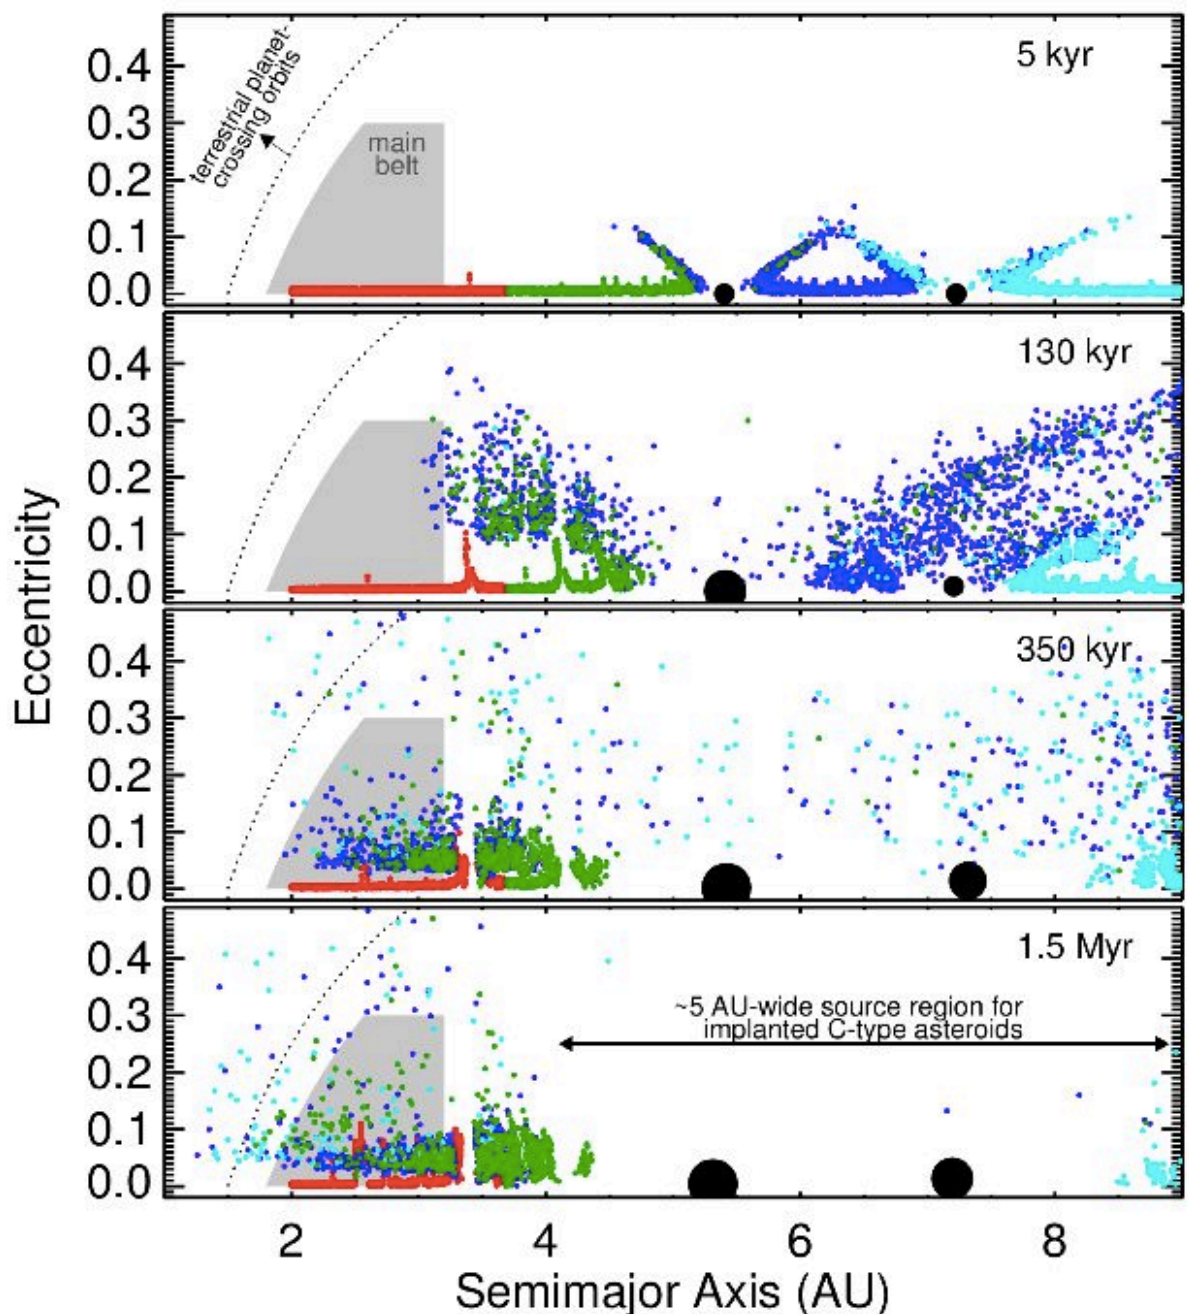 0.4
0.3
0.2
0.1
0.0
terrestrial planet-
crossing orbits
main
belt
5 kyr
0.4
0.3
0.2
0.1
0.0
130 kyr
0.4
0.3
0.2
0.1
0.0
350 kyr
0.4
0.3
0.2
0.1
0.0
1.5 Myr
~5 AU-wide source region for
implanted C-type asteroids
Eccentricity
2 4 6 8
Semimajor Axis (AU)